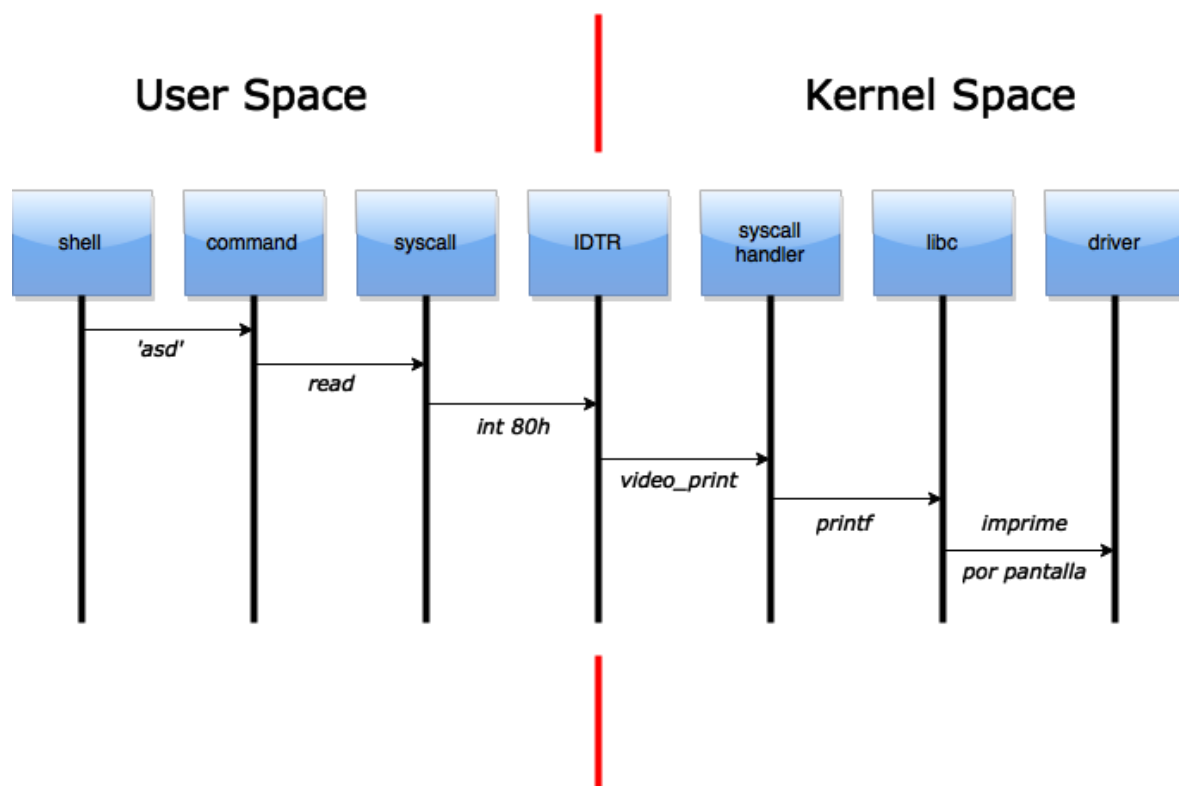 User Space
Kernel Space
shell
command
syscall
IDTR
syscall
handler
libc
driver
'asd'
read
int 80h
video_print
printf
imprime
por pantalla